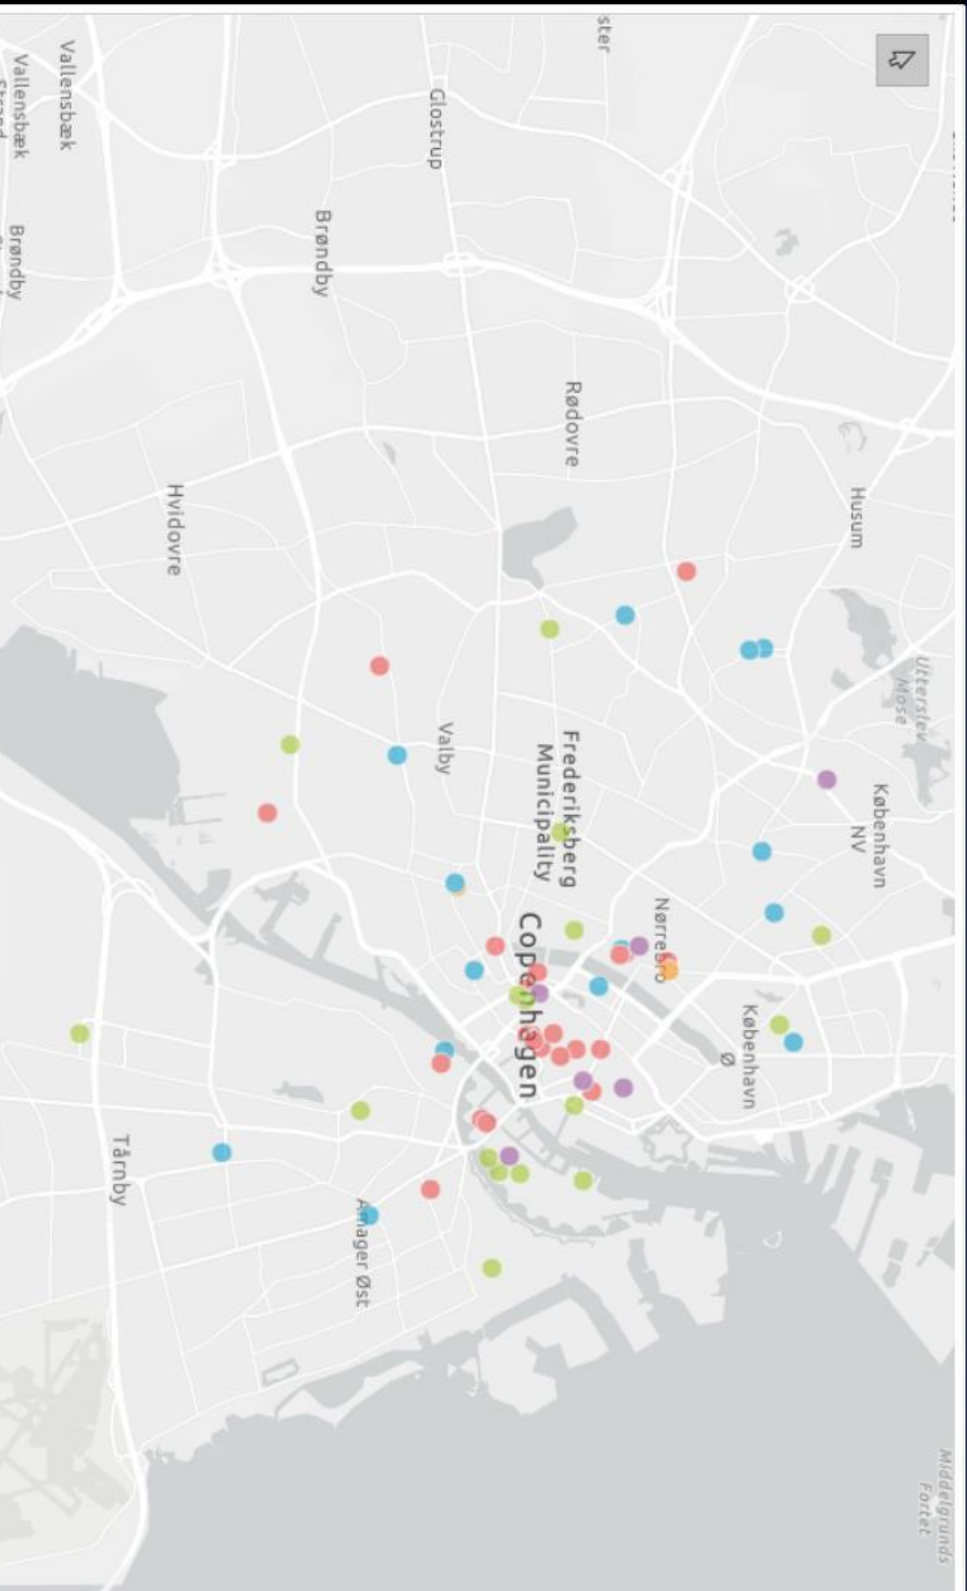 Husum
Utterslev
Mose
København
NV
Rødovre
Glostrup
Brøndby
Vallensbæk
Vallensbæk
Brøndby
Hvidovre
Valby
Frederiksberg
Municipality
Nørrebro
København
Ø
Copenhagen
Amager Øst
Tårnby
Middelgrunds
Fortet